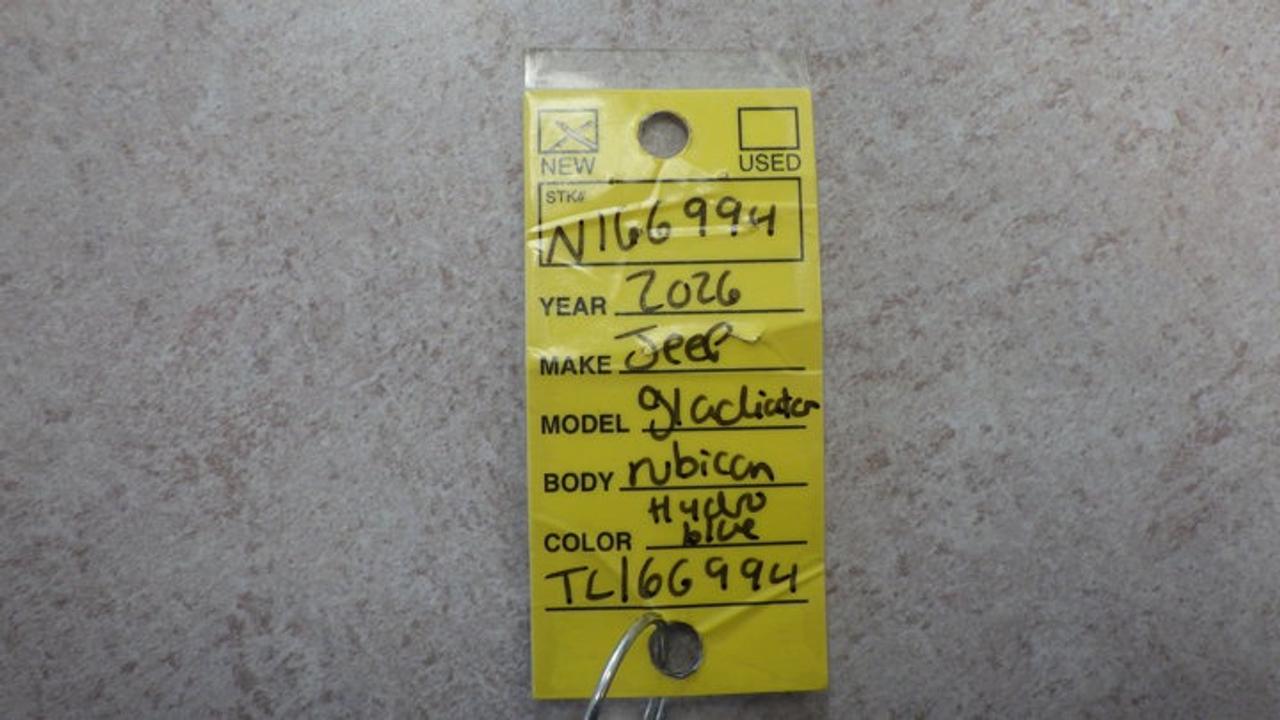 NEW USED
STK#
N166994
YEAR 2026
MAKE Jeep
MODEL gladiator
BODY rubicon
Hydro
COLOR blue
TL166994